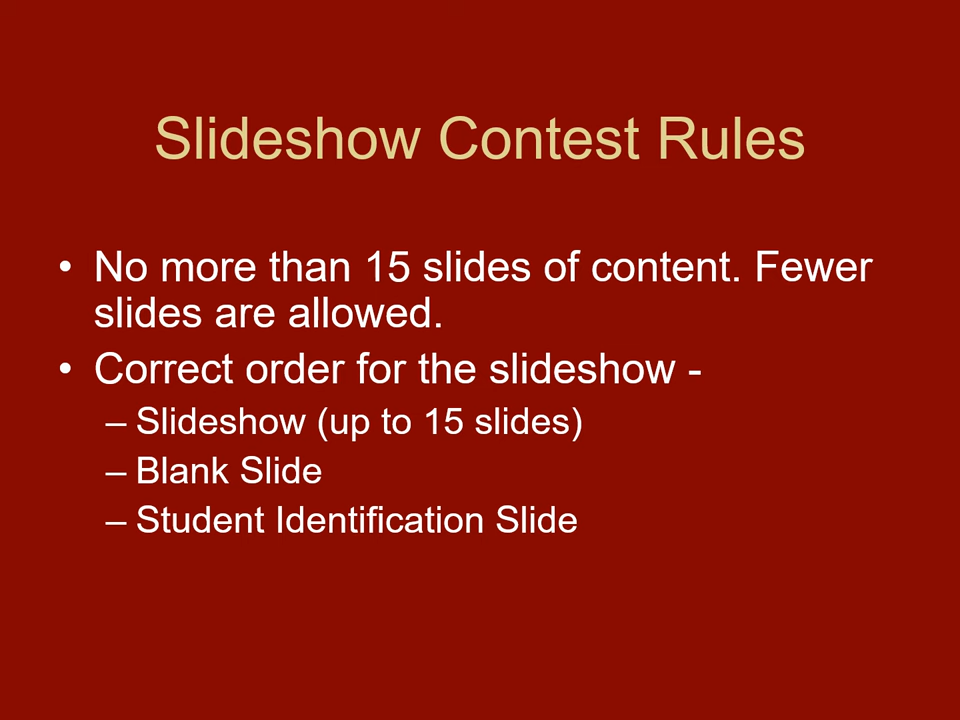 Slideshow Contest Rules
• No more than 15 slides of content. Fewer
slides are allowed.
• Correct order for the slideshow -
– Slideshow (up to 15 slides)
– Blank Slide
– Student Identification Slide